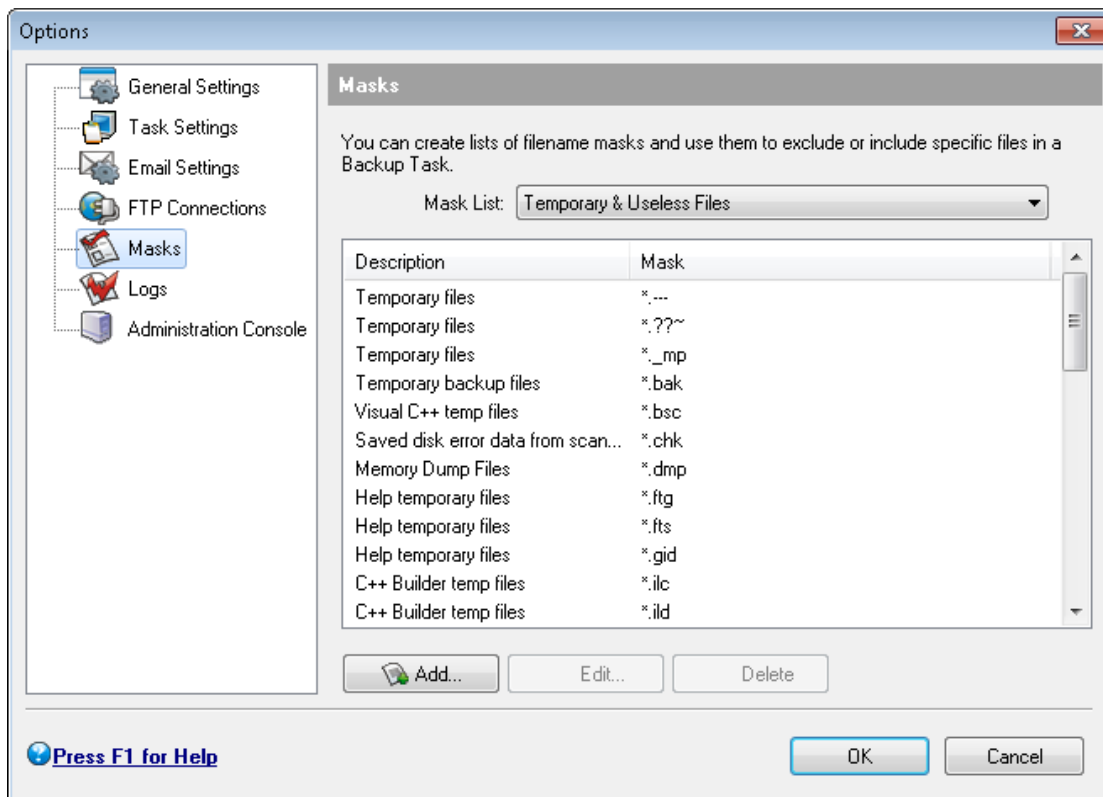 Options
General Settings
Task Settings
Email Settings
FTP Connections
Masks
Logs
Administration Console
Masks
You can create lists of filename masks and use them to exclude or include specific files in a
Backup Task.
Mask List: Temporary & Useless Files
Description Mask
Temporary files *.---
Temporary files *.??~
Temporary files *._mp
Temporary backup files *.bak
Visual C++ temp files *.bsc
Saved disk error data from scan... *.chk
Memory Dump Files *.dmp
Help temporary files *.ftg
Help temporary files *.fts
Help temporary files *.gid
C++ Builder temp files *.ilc
C++ Builder temp files *.ild
Add... Edit... Delete
Press F1 for Help
OK Cancel